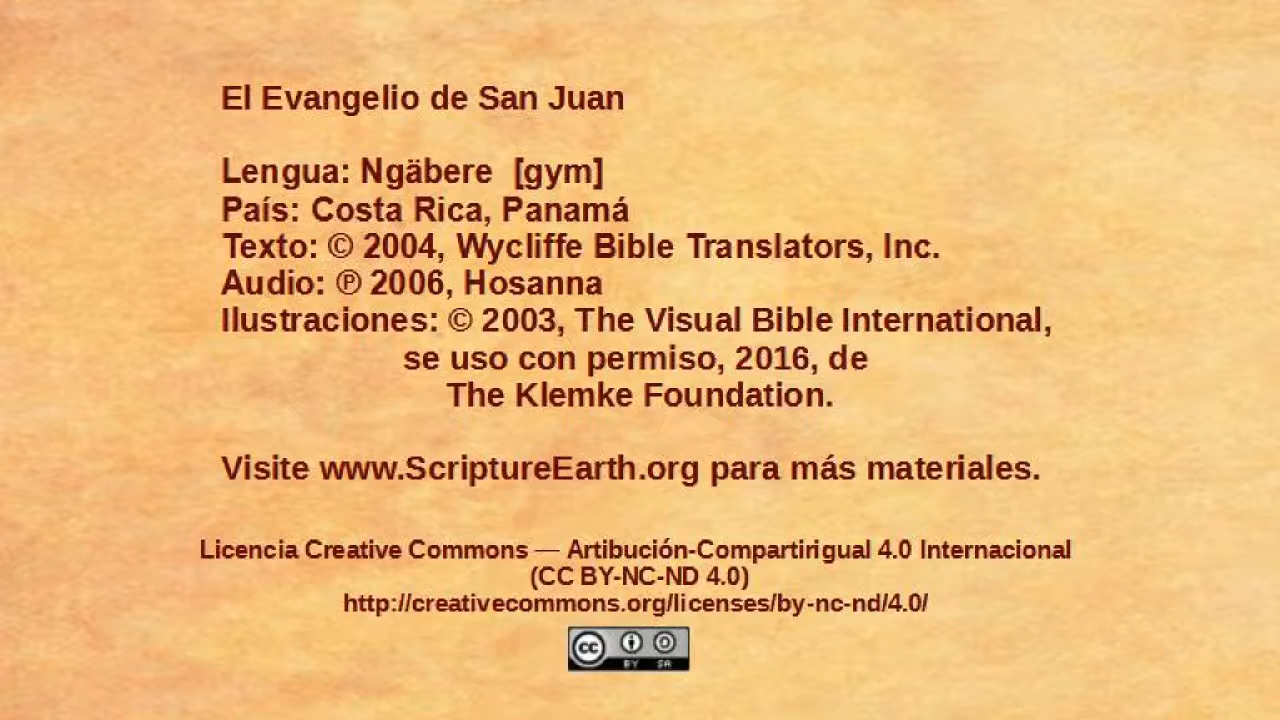 El Evangelio de San Juan
Lengua: Ngäbere [gym]
País: Costa Rica, Panamá
Texto: © 2004, Wycliffe Bible Translators, Inc.
Audio: ℗ 2006, Hosanna
Ilustraciones: © 2003, The Visual Bible International,
se uso con permiso, 2016, de
The Klemke Foundation.
Visite www.ScriptureEarth.org para más materiales.
Licencia Creative Commons — Artibución-Compartirigual 4.0 Internacional
(CC BY-NC-ND 4.0)
http://creativecommons.org/licenses/by-nc-nd/4.0/
cc BY SA